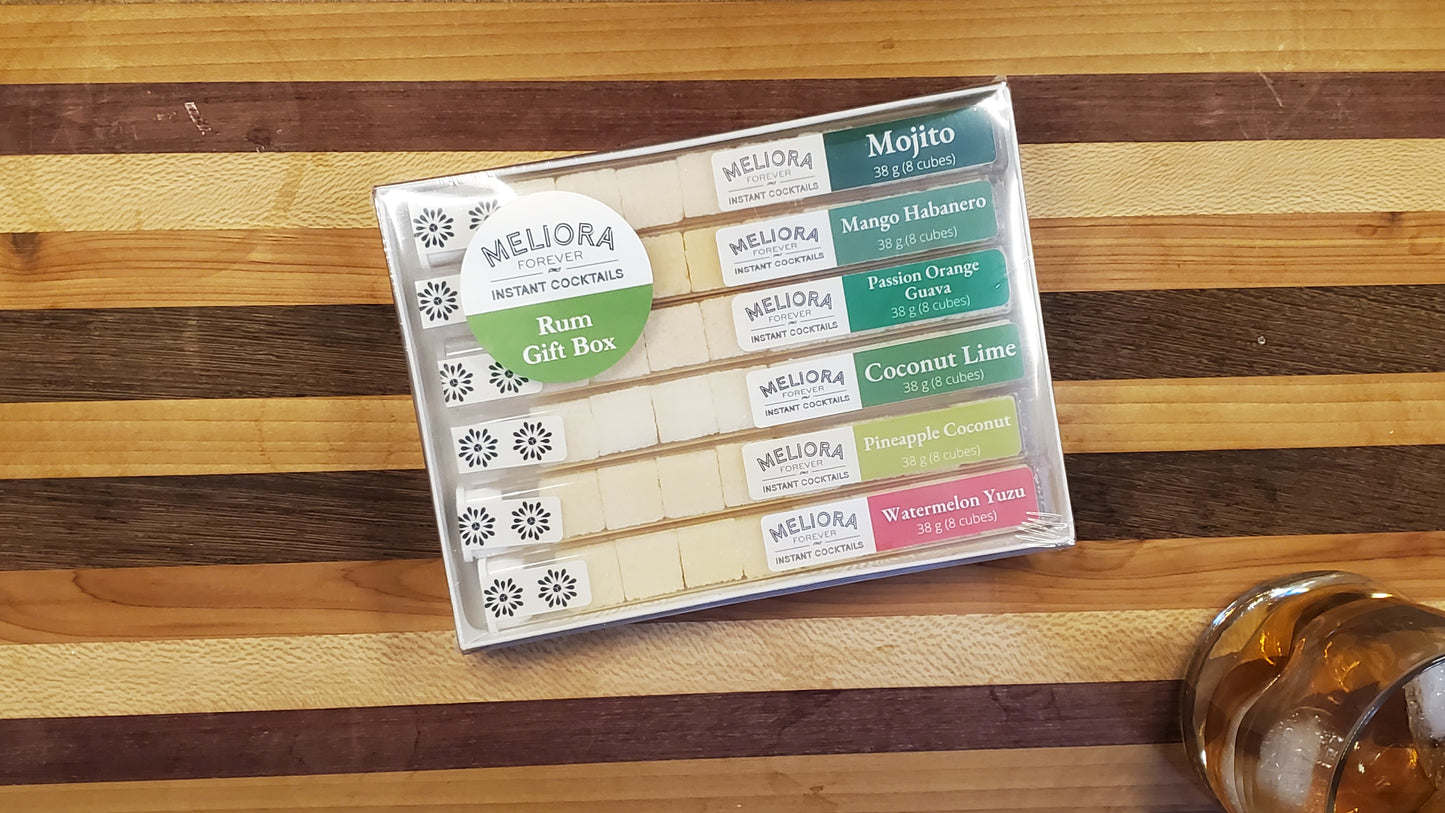 MELIORA
FOREVER
INSTANT COCKTAILS
Rum
Gift Box
MELIORA
FOREVER
INSTANT COCKTAILS
Mojito
38 g (8 cubes)
MELIORA
FOREVER
INSTANT COCKTAILS
Mango Habanero
38 g (8 cubes)
MELIORA
FOREVER
INSTANT COCKTAILS
Passion Orange
Guava
38 g (8 cubes)
MELIORA
FOREVER
INSTANT COCKTAILS
Coconut Lime
38 g (8 cubes)
MELIORA
FOREVER
INSTANT COCKTAILS
Pineapple Coconut
38 g (8 cubes)
MELIORA
FOREVER
INSTANT COCKTAILS
Watermelon Yuzu
38 g (8 cubes)